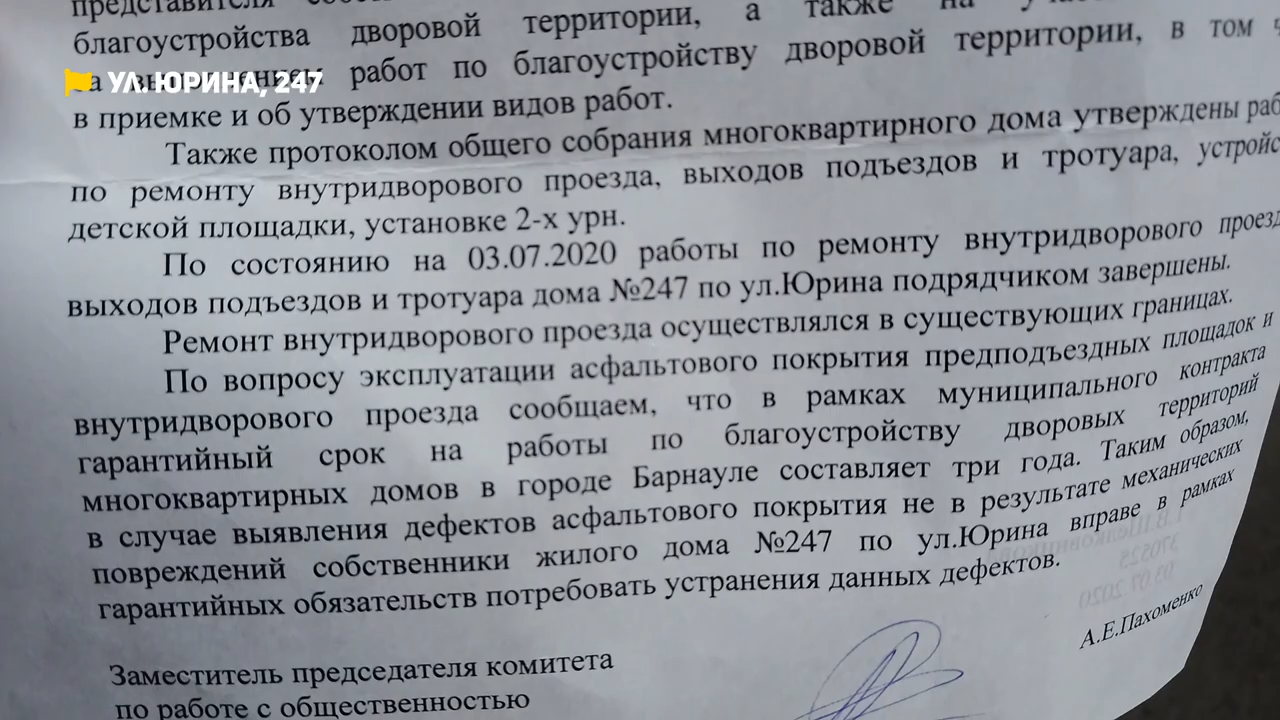 представителя
благоустройства дворовой территории, а также на
УЛ. ЮРИНА, 247
работ по благоустройству дворовой территории, в том
в приемке и об утверждении видов работ.
Также протоколом общего собрания многоквартирного дома утверждены
по ремонту внутридворового проезда, выходов подъездов и тротуара,
детской площадки, установке 2-х урн.
По состоянию на 03.07.2020 работы по ремонту внутридворового
выходов подъездов и тротуара дома №247 по ул.Юрина подрядчиком завершены.
Ремонт внутридворового проезда осуществлялся в существующих границах.
По вопросу эксплуатации асфальтового покрытия предподъездных площадок и
внутридворового проезда сообщаем, что в рамках муниципального контракта
гарантийный срок на работы по благоустройству дворовых территорий
многоквартирных домов в городе Барнауле составляет три года. Таким образом,
в случае выявления дефектов асфальтового покрытия не в результате механических
повреждений собственники жилого дома №247 по ул.Юрина вправе в рамках
гарантийных обязательств потребовать устранения данных дефектов.
Заместитель председателя комитета
по работе с общественностью
А.Е.Пахоменко